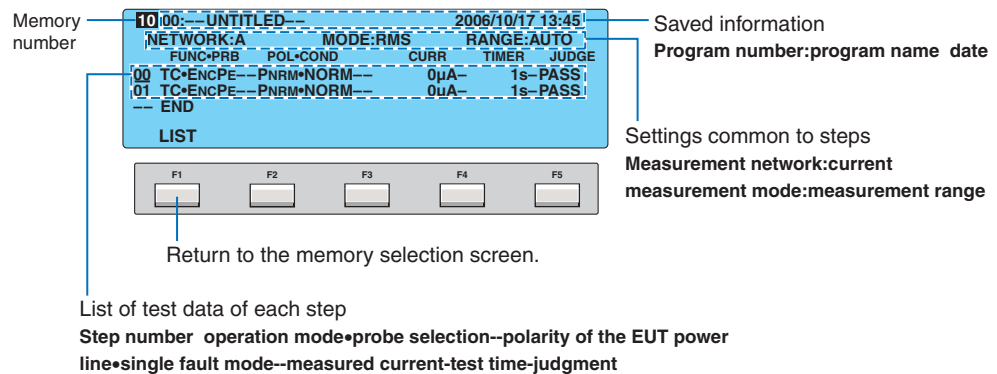 Memory
number
10 00:--UNTITLED-- 2006/10/17 13:45
NETWORK:A MODE:RMS RANGE:AUTO
FUNC•PRB POL•COND CURR TIMER JUDGE
00 TC•ENCPE--PNRM•NORM-- 0µA- 1s-PASS
01 TC•ENCPE--PNRM•NORM-- 0µA- 1s-PASS
-- END
LIST
Saved information
Program number:program name date
Settings common to steps
Measurement network:current
measurement mode:measurement range
F1 F2 F3 F4 F5
Return to the memory selection screen.
List of test data of each step
Step number operation mode•probe selection--polarity of the EUT power
line•single fault mode--measured current-test time-judgment